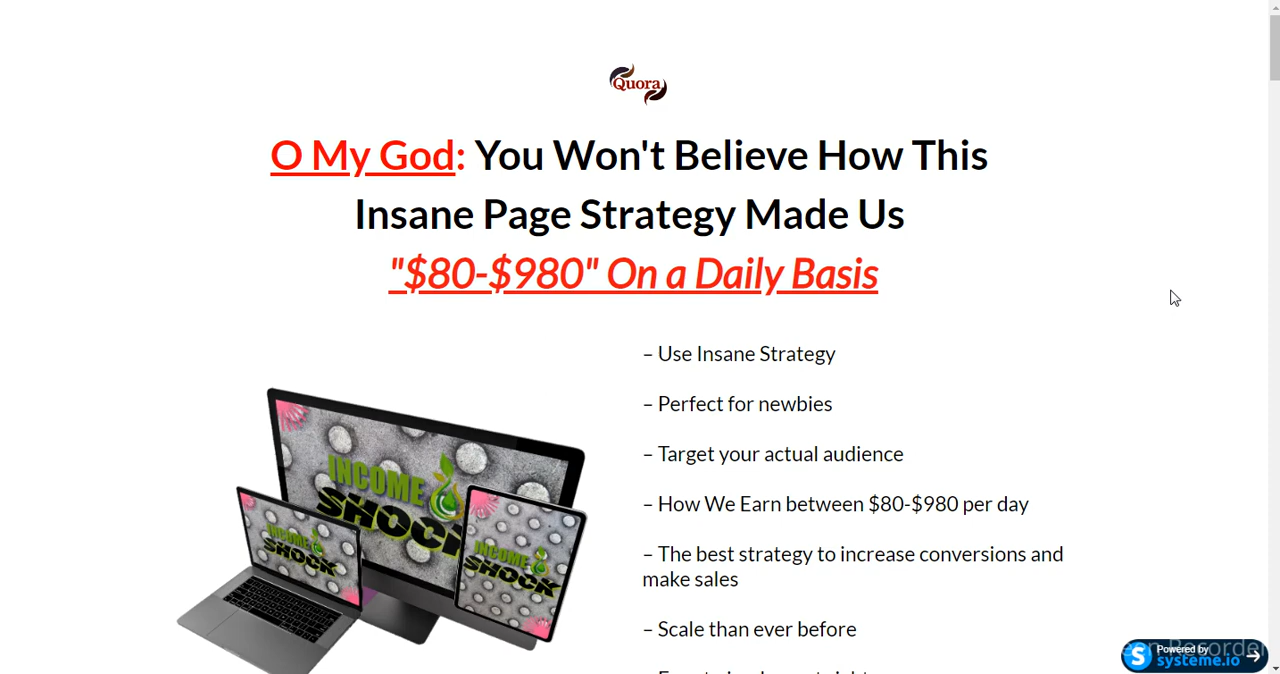 Quora
O My God: You Won't Believe How This
Insane Page Strategy Made Us
"$80-$980" On a Daily Basis
– Use Insane Strategy
– Perfect for newbies
– Target your actual audience
– How We Earn between $80-$980 per day
– The best strategy to increase conversions and
make sales
– Scale than ever before
INCOME
SHOCK
INCOME
SHOCK
INCOME
SHOCK
Powered by
systeme.io
Recorder